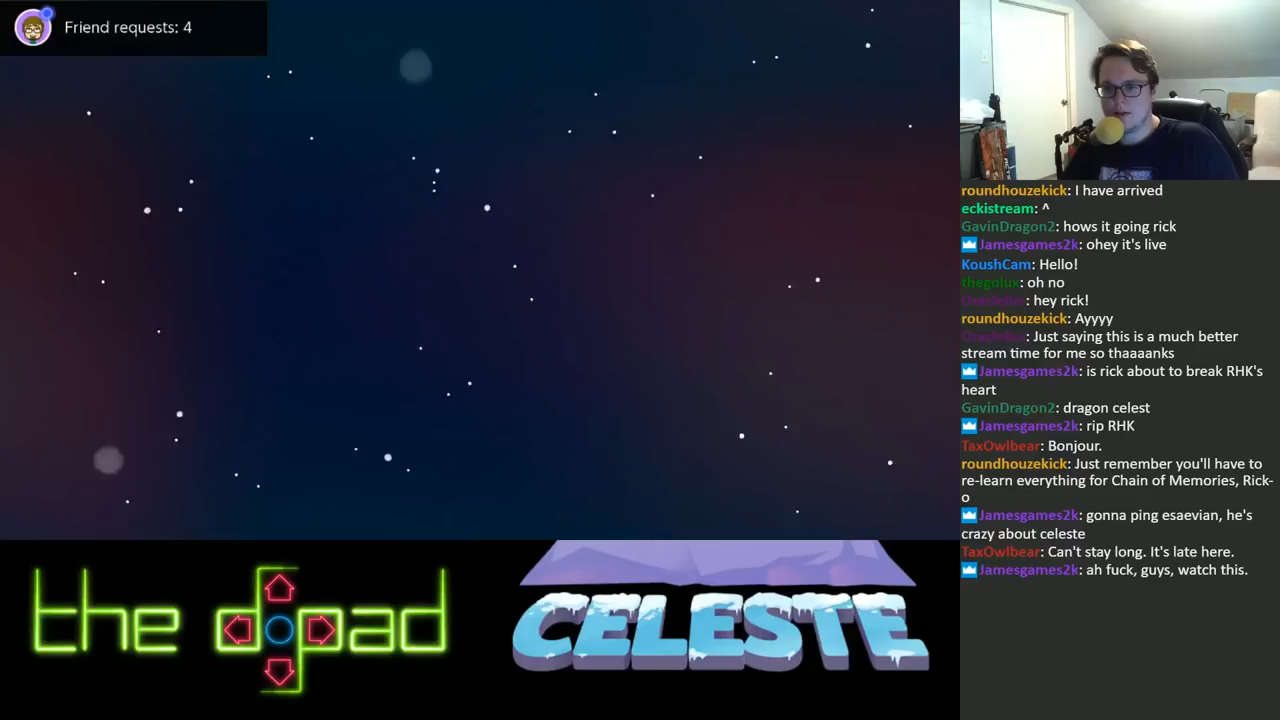 Friend requests: 4
roundhouzekick: I have arrived
eckistream: ^
GavinDragon2: hows it going rick
Jamesgames2k: ohey it's live
KoushCam: Hello!
thegolux: oh no
: hey rick!
roundhouzekick: Ayyyy
: Just saying this is a much better
stream time for me so thaaaanks
Jamesgames2k: is rick about to break RHK's
heart
GavinDragon2: dragon celest
Jamesgames2k: rip RHK
TaxOwlbear: Bonjour.
roundhouzekick: Just remember you'll have to
re-learn everything for Chain of Memories, Rick-
o
Jamesgames2k: gonna ping esaevian, he's
crazy about celeste
TaxOwlbear: Can't stay long. It's late here.
Jamesgames2k: ah fuck, guys, watch this.
the dpad
CELESTE